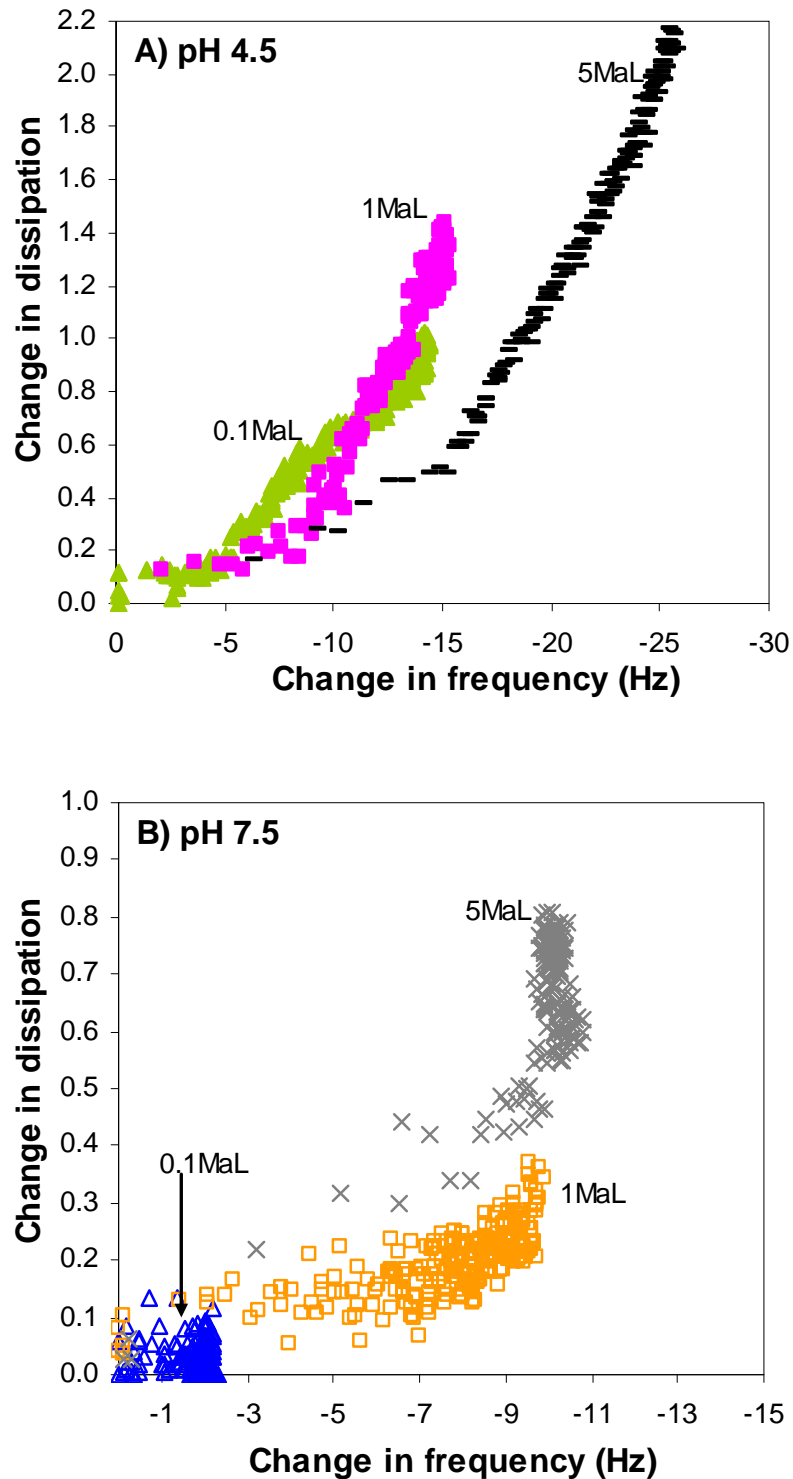 A) pH 4.5
2.2
2.0
1.8
1.6
1.4
1.2
1.0
0.8
0.6
0.4
0.2
0.0
Change in dissipation
5MaL
1MaL
0.1MaL
0 -5 -10 -15 -20 -25 -30
Change in frequency (Hz)
B) pH 7.5
1.0
0.9
0.8
0.7
0.6
0.5
0.4
0.3
0.2
0.1
0.0
Change in dissipation
5MaL
0.1MaL
1MaL
-1 -3 -5 -7 -9 -11 -13 -15
Change in frequency (Hz)